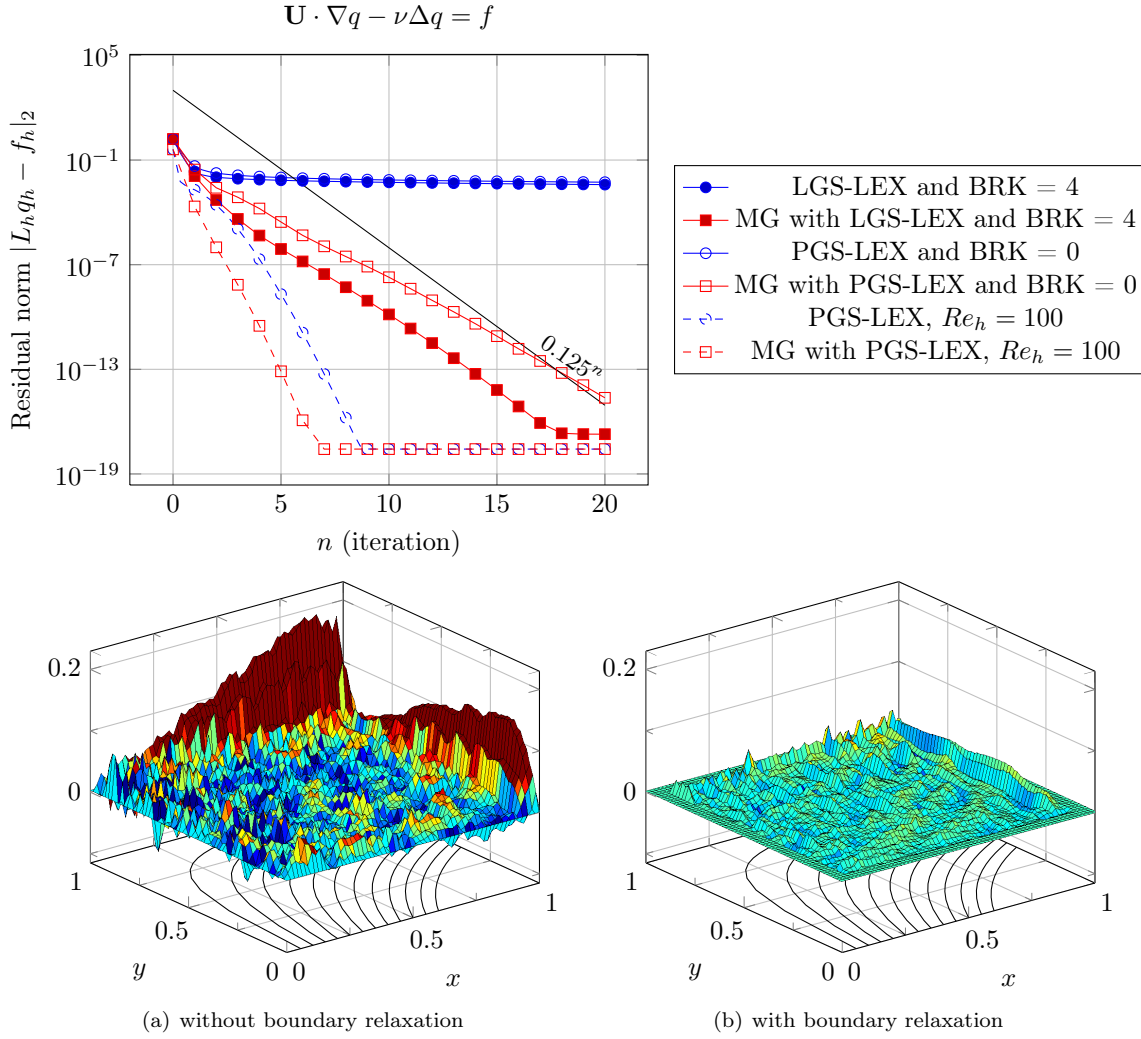 𝐔 · ∇q − νΔq = f
Residual norm |L_h q_h − f_h|_2
10^5
10^−1
10^−7
10^−13
10^−19
0.125^n
0 5 10 15 20
n (iteration)
LGS-LEX and BRK = 4
MG with LGS-LEX and BRK = 4
PGS-LEX and BRK = 0
MG with PGS-LEX and BRK = 0
PGS-LEX, Re_h = 100
MG with PGS-LEX, Re_h = 100
0.2
0
1
0.5
0
y
0
0.5
1
x
(a) without boundary relaxation
0.2
0
1
0.5
0
y
0
0.5
1
x
(b) with boundary relaxation